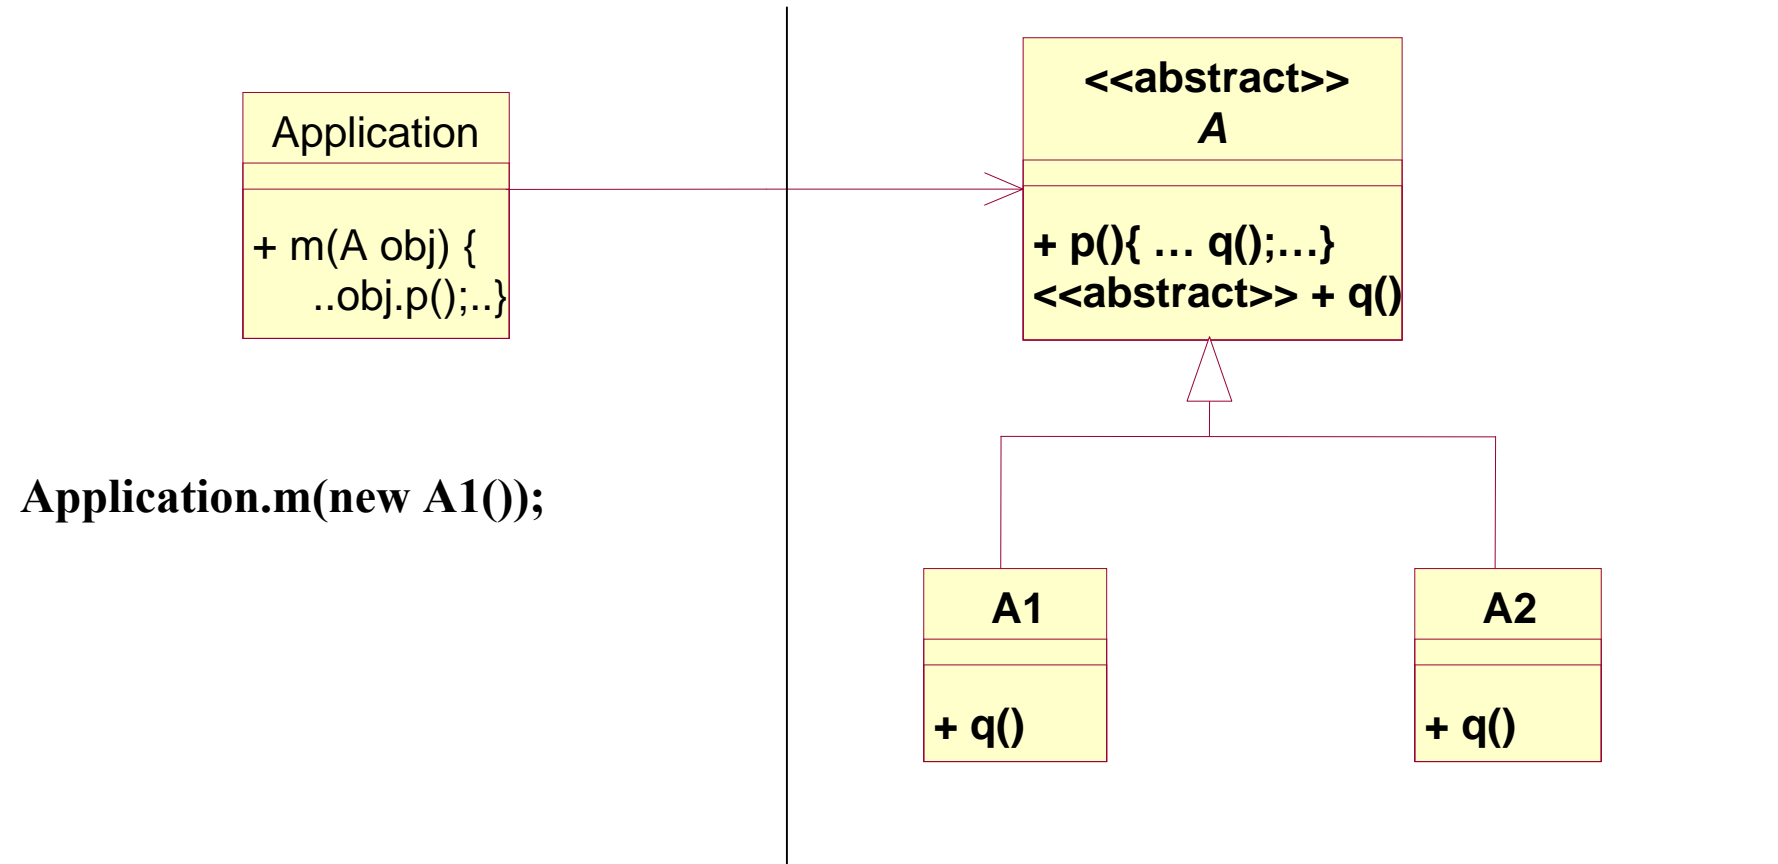 Application
+ m(A obj) {
..obj.p();..}
Application.m(new A1());
<<abstract>>
A
+ p(){ … q();…}
<<abstract>> + q()
A1
+ q()
A2
+ q()